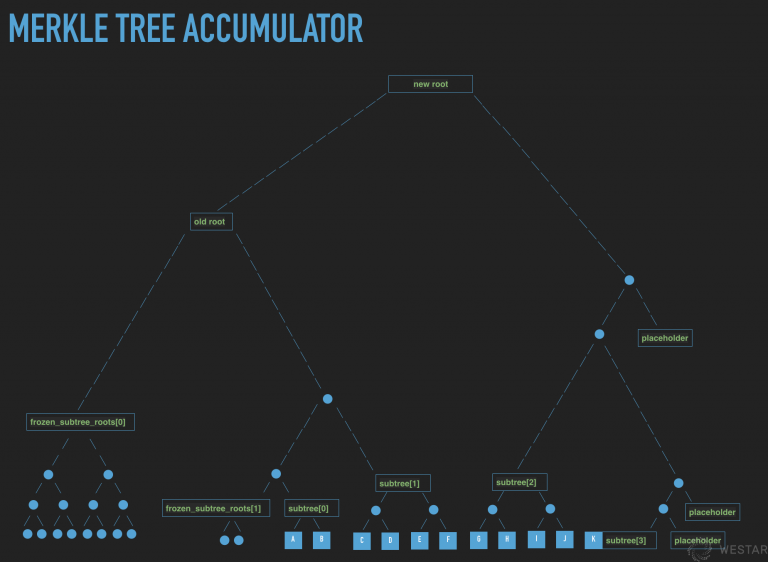 MERKLE TREE ACCUMULATOR
new root
old root
placeholder
frozen_subtree_roots[0]
subtree[1]
subtree[2]
frozen_subtree_roots[1]
subtree[0]
placeholder
A B C D E F G H I J K
subtree[3]
placeholder
WESTAR